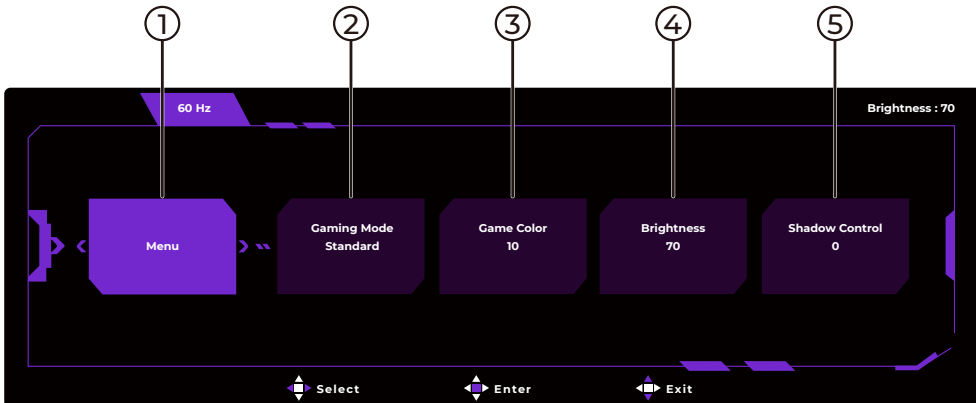 ① ② ③ ④ ⑤
60 Hz
Brightness : 70
Menu
Gaming Mode
Standard
Game Color
10
Brightness
70
Shadow Control
0
Select
Enter
Exit